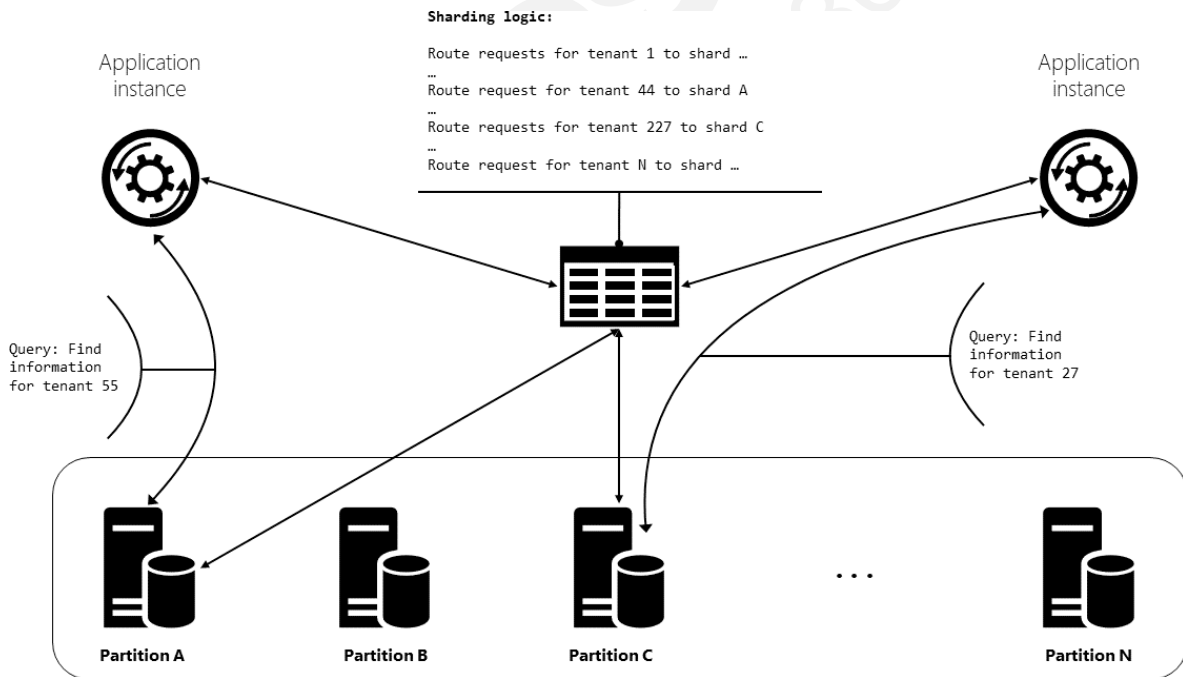 Sharding logic:
Route requests for tenant 1 to shard …
…
Route request for tenant 44 to shard A
…
Route requests for tenant 227 to shard C
…
Route request for tenant N to shard …
Application
instance
Application
instance
Query: Find
information
for tenant 55
Query: Find
information
for tenant 27
...
Partition A
Partition B
Partition C
Partition N